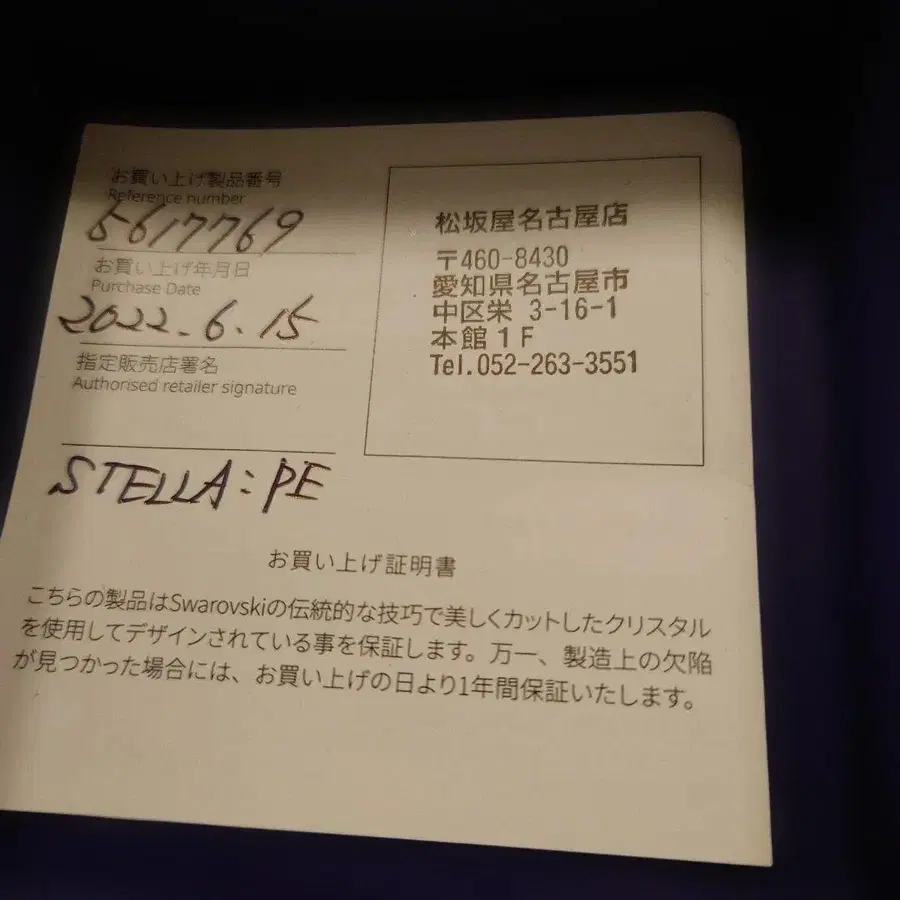 お買い上げ製品番号
Reference number
5617769
お買い上げ年月日
Purchase Date
2022.6.15
指定販売店署名
Authorised retailer signature
STELLA:PE
松坂屋名古屋店
〒460-8430
愛知県名古屋市
中区栄 3-16-1
本館1F
Tel.052-263-3551
お買い上げ証明書
こちらの製品はSwarovskiの伝統的な技巧で美しくカットしたクリスタル
を使用してデザインされている事を保証します。万一、製造上の欠陥
が見つかった場合には、お買い上げの日より1年間保証いたします。